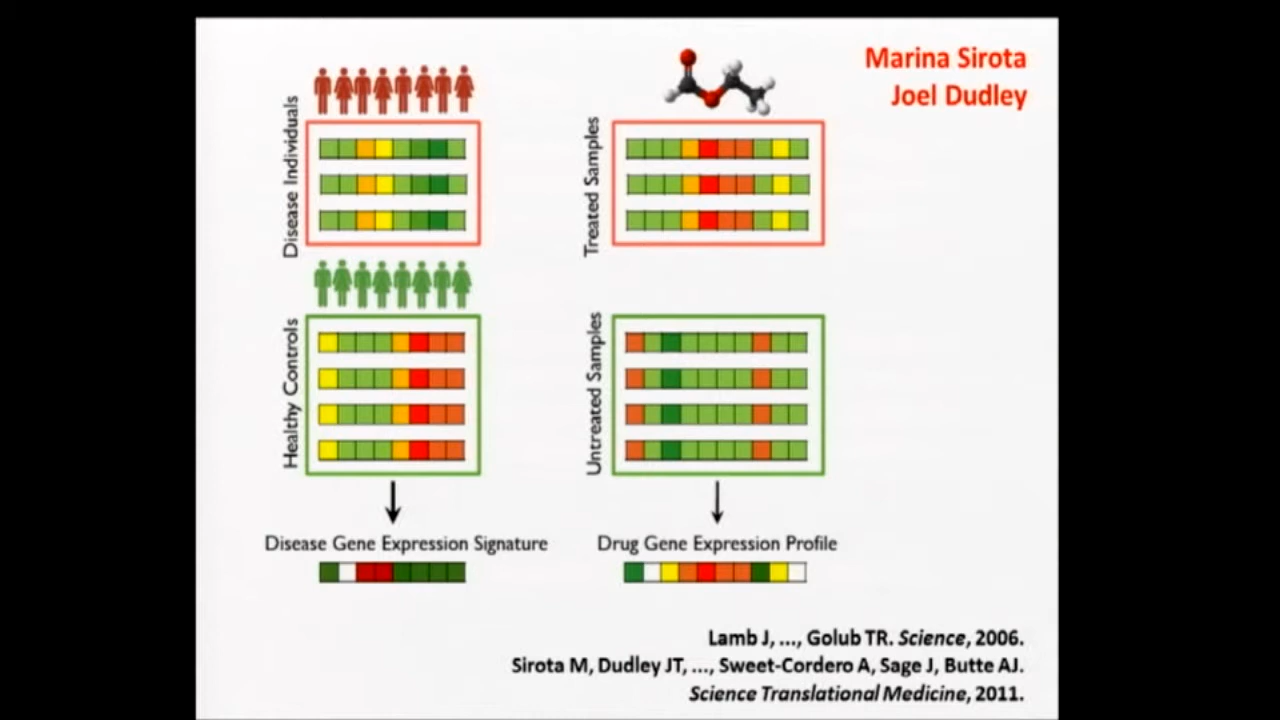 Marina Sirota
Joel Dudley
Disease Individuals
Treated Samples
Healthy Controls
Untreated Samples
Disease Gene Expression Signature
Drug Gene Expression Profile
Lamb J, ..., Golub TR. Science, 2006.
Sirota M, Dudley JT, ..., Sweet-Cordero A, Sage J, Butte AJ.
Science Translational Medicine, 2011.